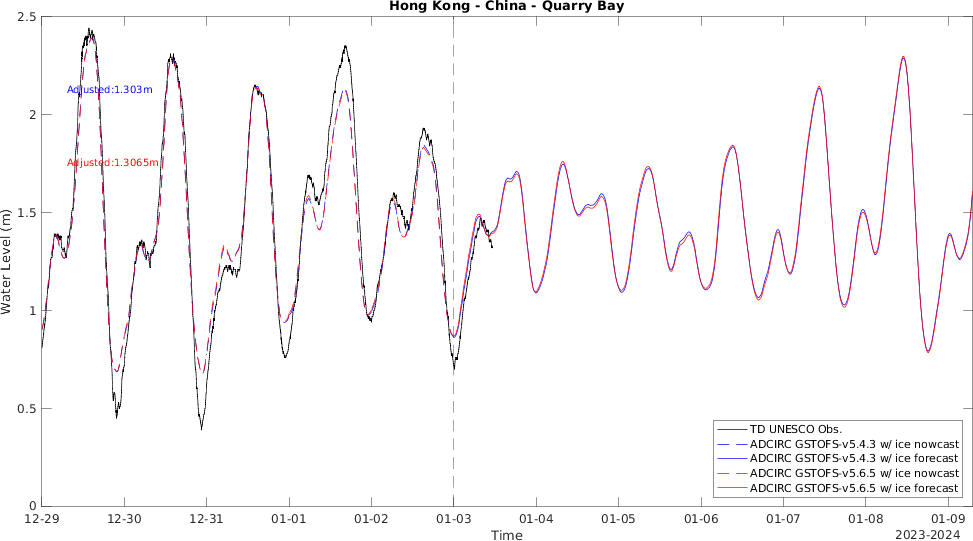 Hong Kong - China - Quarry Bay
2.5
2
1.5
1
0.5
0
Water Level (m)
Adjusted:1.303m
Adjusted:1.3065m
TD UNESCO Obs.
ADCIRC GSTOFS-v5.4.3 w/ ice nowcast
ADCIRC GSTOFS-v5.4.3 w/ ice forecast
ADCIRC GSTOFS-v5.6.5 w/ ice nowcast
ADCIRC GSTOFS-v5.6.5 w/ ice forecast
12-29 12-30 12-31 01-01 01-02 01-03 01-04 01-05 01-06 01-07 01-08 01-09
Time
2023-2024